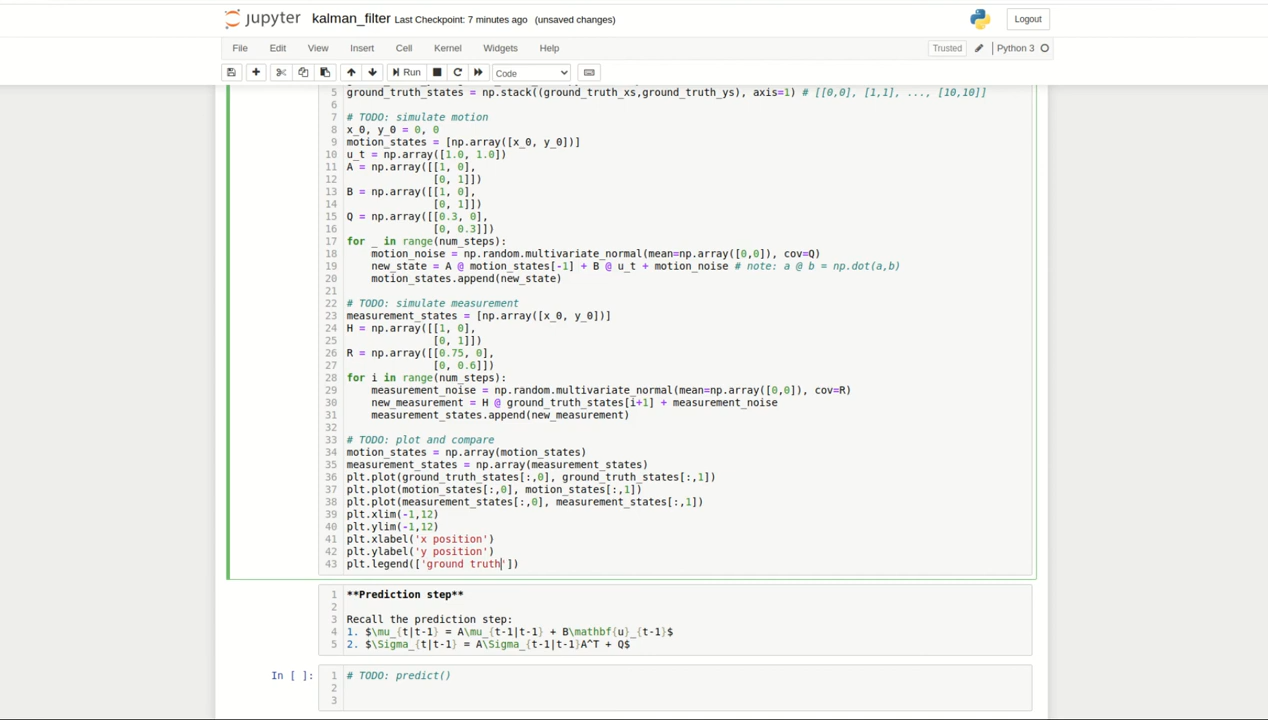 jupyter kalman_filter Last Checkpoint: 7 minutes ago (unsaved changes) Logout
File Edit View Insert Cell Kernel Widgets Help Trusted Python 3
Run Code
5 ground_truth_states = np.stack((ground_truth_xs,ground_truth_ys), axis=1) # [[0,0], [1,1], ..., [10,10]]
6
7 # TODO: simulate motion
8 x_0, y_0 = 0, 0
9 motion_states = [np.array([x_0, y_0])]
10 u_t = np.array([1.0, 1.0])
11 A = np.array([[1, 0],
12 [0, 1]])
13 B = np.array([[1, 0],
14 [0, 1]])
15 Q = np.array([[0.3, 0],
16 [0, 0.3]])
17 for _ in range(num_steps):
18 motion_noise = np.random.multivariate_normal(mean=np.array([0,0]), cov=Q)
19 new_state = A @ motion_states[-1] + B @ u_t + motion_noise # note: a @ b = np.dot(a,b)
20 motion_states.append(new_state)
21
22 # TODO: simulate measurement
23 measurement_states = [np.array([x_0, y_0])]
24 H = np.array([[1, 0],
25 [0, 1]])
26 R = np.array([[0.75, 0],
27 [0, 0.6]])
28 for i in range(num_steps):
29 measurement_noise = np.random.multivariate_normal(mean=np.array([0,0]), cov=R)
30 new_measurement = H @ ground_truth_states[i+1] + measurement_noise
31 measurement_states.append(new_measurement)
32
33 # TODO: plot and compare
34 motion_states = np.array(motion_states)
35 measurement_states = np.array(measurement_states)
36 plt.plot(ground_truth_states[:,0], ground_truth_states[:,1])
37 plt.plot(motion_states[:,0], motion_states[:,1])
38 plt.plot(measurement_states[:,0], measurement_states[:,1])
39 plt.xlim(-1,12)
40 plt.ylim(-1,12)
41 plt.xlabel('x position')
42 plt.ylabel('y position')
43 plt.legend(['ground truth'])
1 **Prediction step**
2
3 Recall the prediction step:
4 1. $\mu_{t|t-1} = A\mu_{t-1|t-1} + B\mathbf{u}_{t-1}$
5 2. $\Sigma_{t|t-1} = A\Sigma_{t-1|t-1}A^T + Q$
In [ ]: 1 # TODO: predict()
2
3